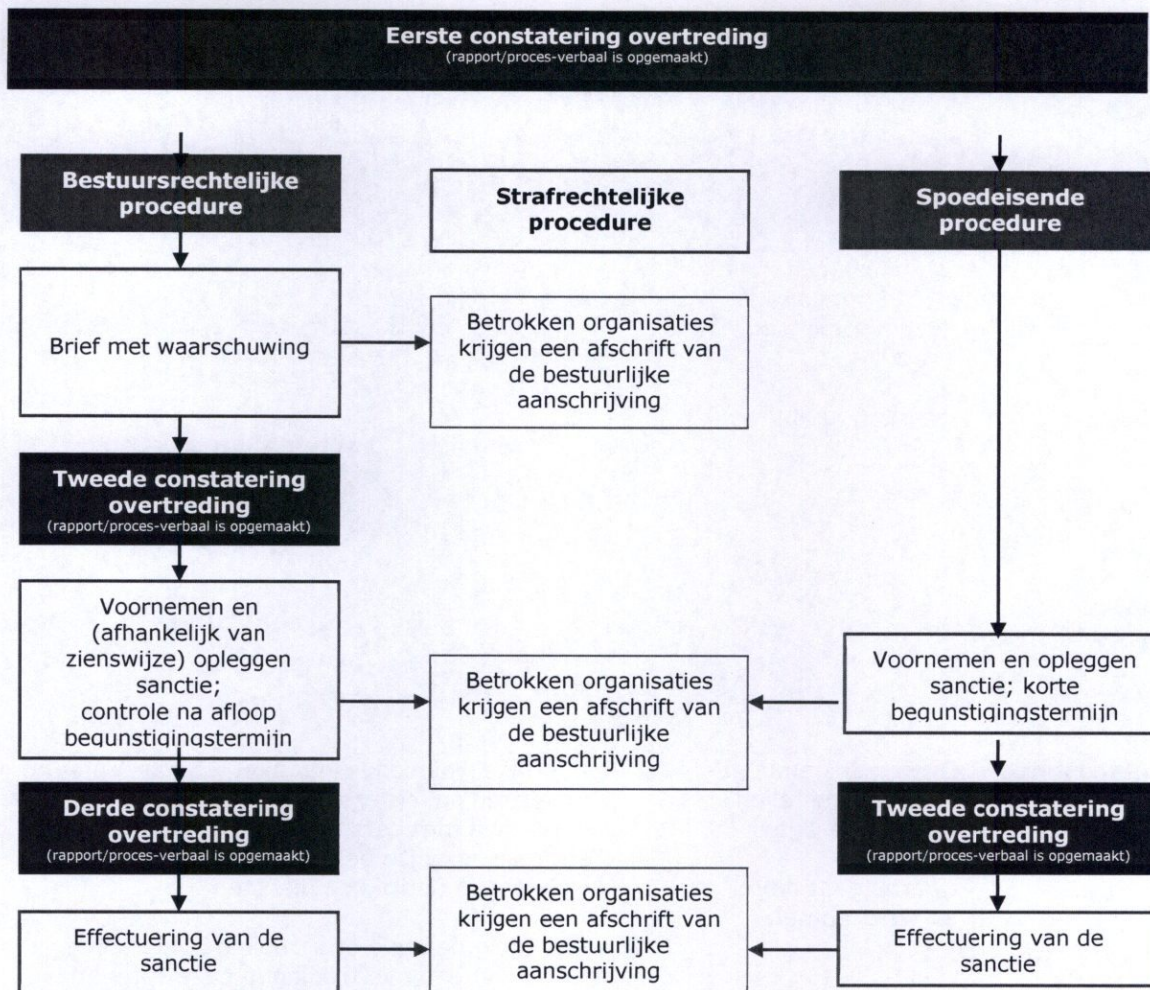 Eerste constatering overtreding
(rapport/proces-verbaal is opgemaakt)
Bestuursrechtelijke
procedure
Strafrechtelijke
procedure
Spoedeisende
procedure
Brief met waarschuwing
Betrokken organisaties
krijgen een afschrift van
de bestuurlijke
aanschrijving
Tweede constatering
overtreding
(rapport/proces-verbaal is opgemaakt)
Voornemen en
(afhankelijk van
zienswijze) opleggen
sanctie;
controle na afloop
begunstigingstermijn
Betrokken organisaties
krijgen een afschrift van
de bestuurlijke
aanschrijving
Voornemen en opleggen
sanctie; korte
begunstigingstermijn
Derde constatering
overtreding
(rapport/proces-verbaal is opgemaakt)
Tweede constatering
overtreding
(rapport/proces-verbaal is opgemaakt)
Effectuering van de
sanctie
Betrokken organisaties
krijgen een afschrift van
de bestuurlijke
aanschrijving
Effectuering van de
sanctie